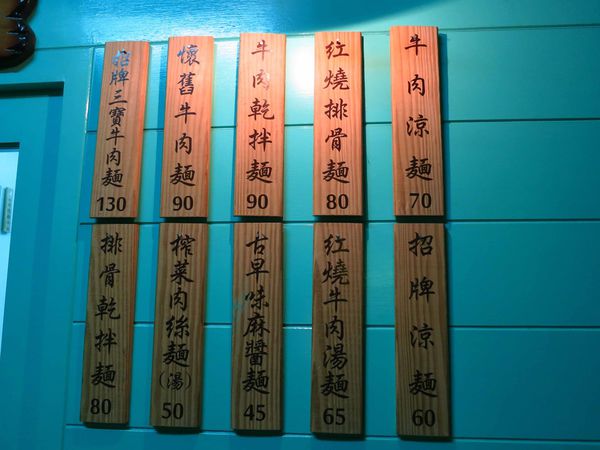 招牌三寶牛肉麵
130
懷舊牛肉麵
90
牛肉乾拌麵
90
紅燒排骨麵
80
牛肉涼麵
70
排骨乾拌麵
80
榨菜肉絲麵(湯)
50
古早味麻醬麵
45
紅燒牛肉湯麵
65
招牌涼麵
60